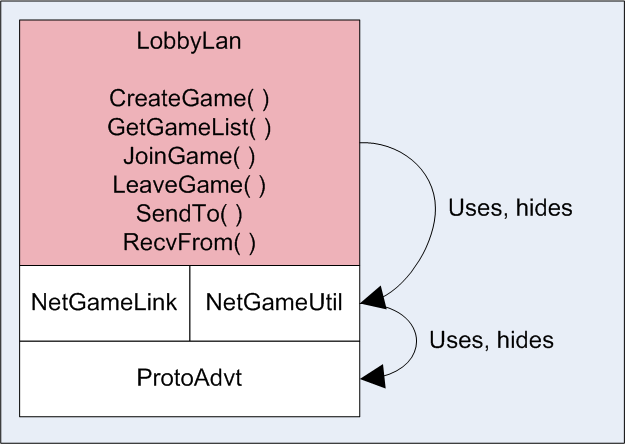 LobbyLan
CreateGame( )
GetGameList( )
JoinGame( )
LeaveGame( )
SendTo( )
RecvFrom( )
Uses, hides
NetGameLink
NetGameUtil
Uses, hides
ProtoAdvt